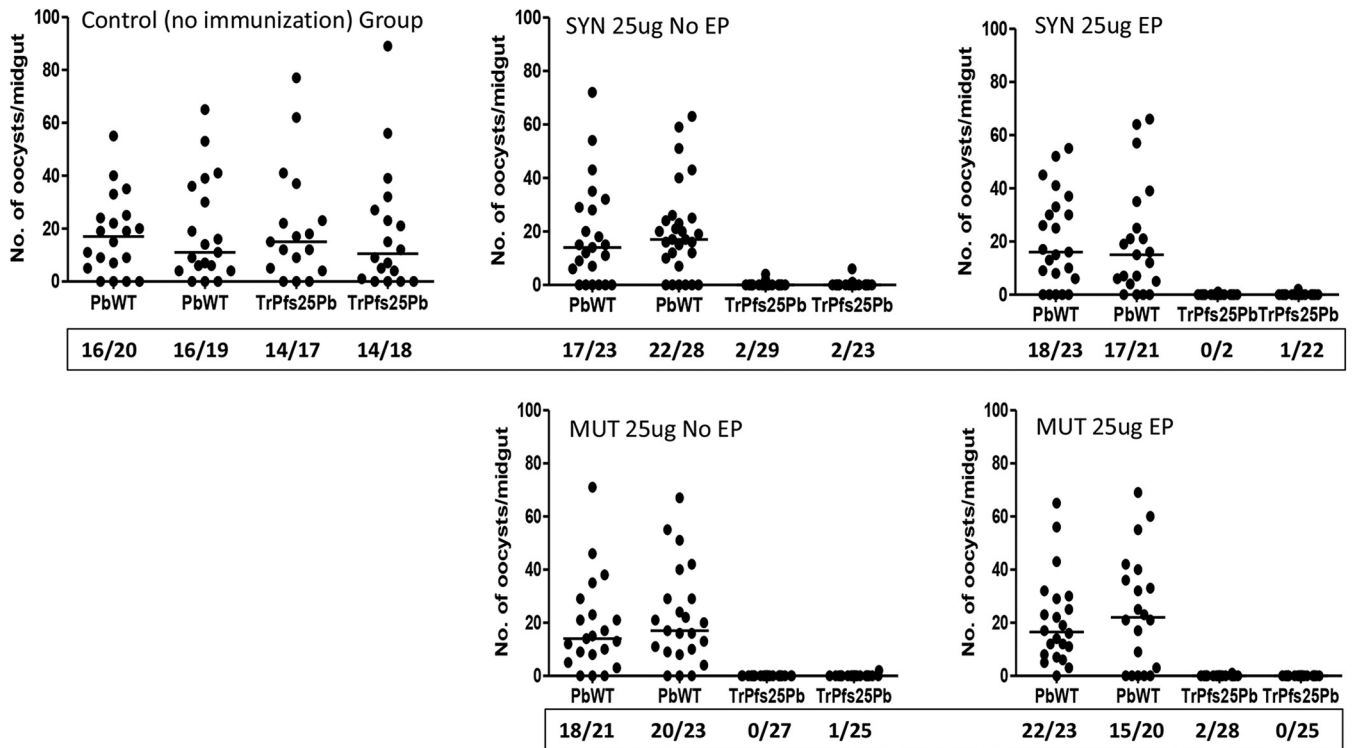 Control (no immunization) Group
No. of oocysts/midgut
100
80
60
40
20
0
PbWT PbWT TrPfs25Pb TrPfs25Pb
16/20 16/19 14/17 14/18
SYN 25ug No EP
No. of oocysts/midgut
100
80
60
40
20
0
PbWT PbWT TrPfs25Pb TrPfs25Pb
17/23 22/28 2/29 2/23
SYN 25ug EP
No. of oocysts/midgut
100
80
60
40
20
0
PbWT PbWT TrPfs25PbTrPfs25Pb
18/23 17/21 0/2 1/22
MUT 25ug No EP
No. of oocysts/midgut
100
80
60
40
20
0
PbWT PbWT TrPfs25Pb TrPfs25Pb
18/21 20/23 0/27 1/25
MUT 25ug EP
No. of oocysts/midgut
100
80
60
40
20
0
PbWT PbWT TrPfs25Pb TrPfs25Pb
22/23 15/20 2/28 0/25